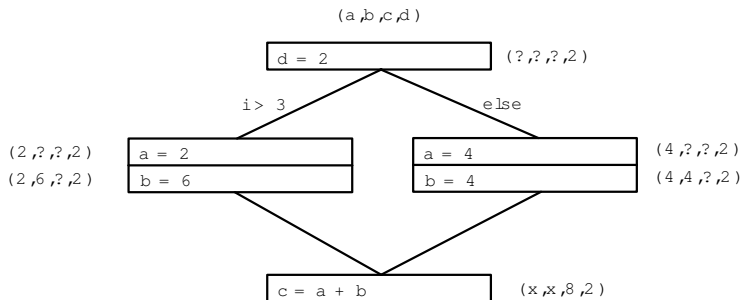 (a,b,c,d)
d = 2
(?,?,?,2)
i> 3
else
(2,?,?,2)
a = 2
a = 4
(4,?,?,2)
(2,6,?,2)
b = 6
b = 4
(4,4,?,2)
c = a + b
(x,x,8,2)